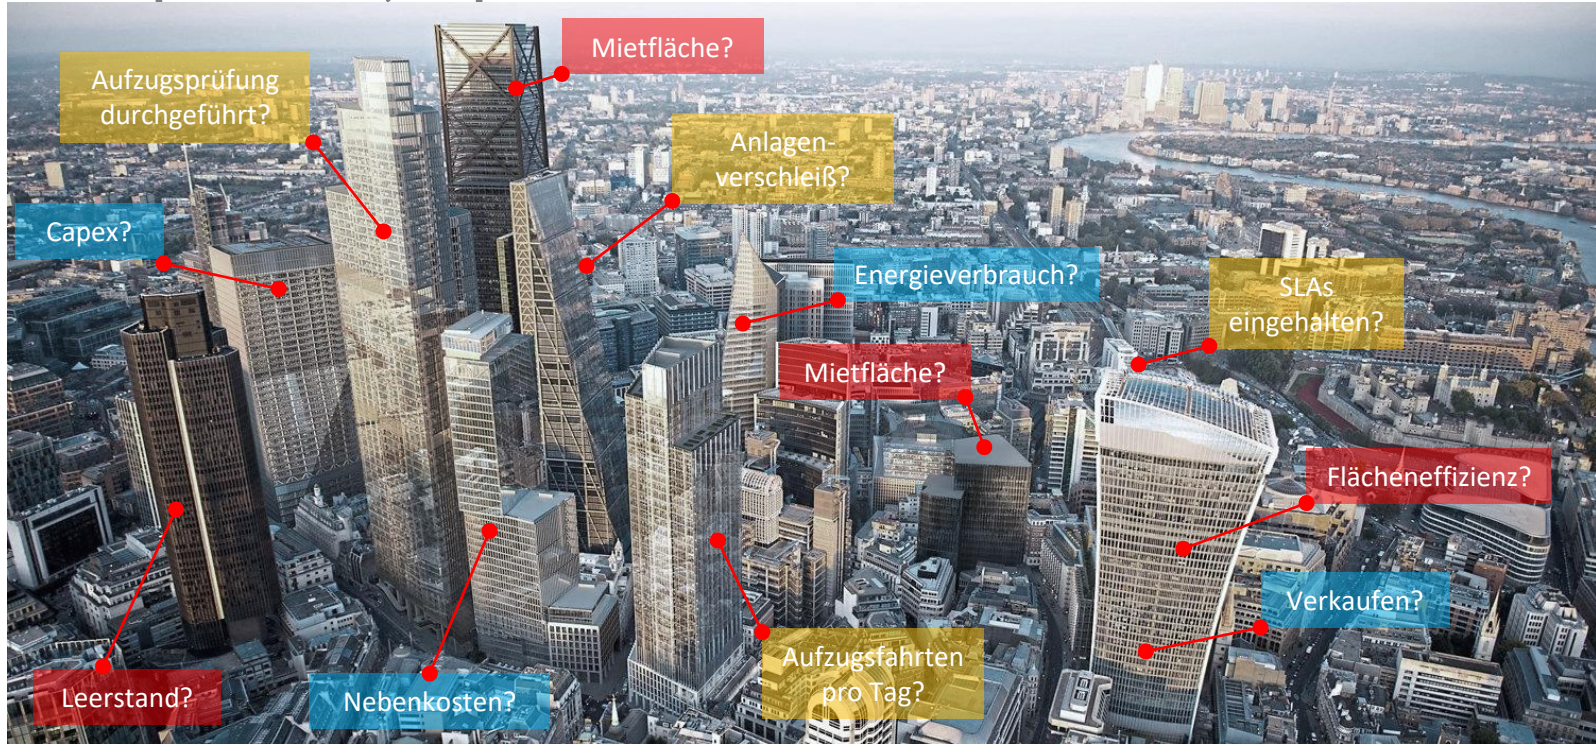 Mietfläche?
Aufzugsprüfung
durchgeführt?
Anlagen-
verschleiß?
Capex?
Energieverbrauch?
SLAs
eingehalten?
Mietfläche?
Flächeneffizienz?
Verkaufen?
Aufzugsfahrten
pro Tag?
Leerstand?
Nebenkosten?